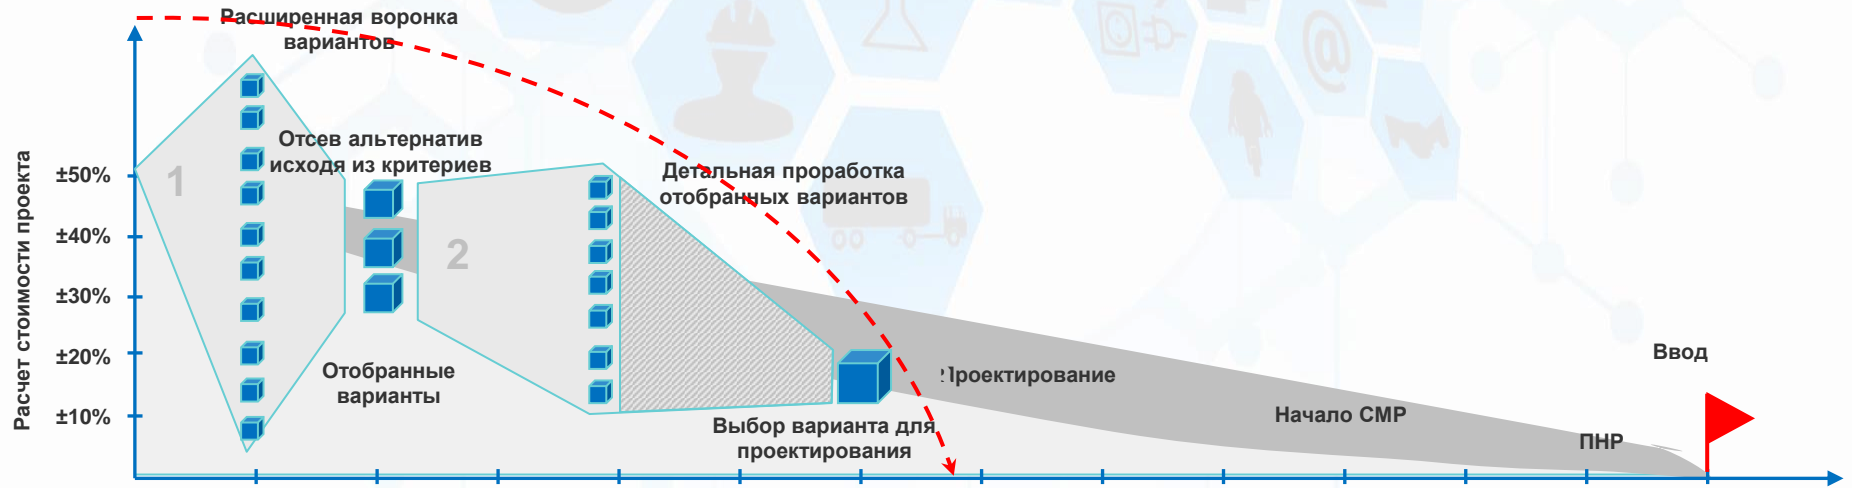 Расширенная воронка
вариантов
Отсев альтернатив
исходя из критериев
1
Детальная проработка
отобранных вариантов
2
Расчет стоимости проекта
±50%
±40%
±30%
±20%
±10%
Отобранные
варианты
Выбор варианта для
проектирования
Проектирование
Начало СМР
ПНР
Ввод
@